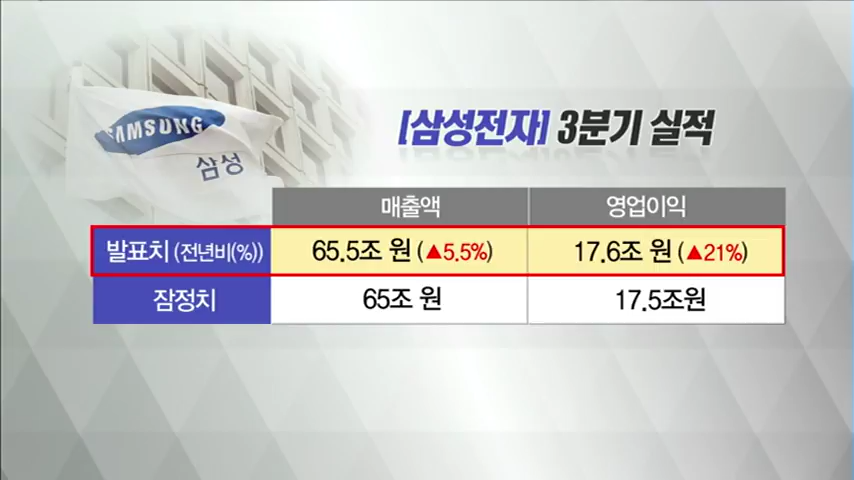 SAMSUNG
삼성
[삼성전자] 3분기 실적
매출액 영업이익
발표치 (전년비(%)) 65.5조 원 (▲5.5%) 17.6조 원 (▲21%)
잠정치 65조 원 17.5조원